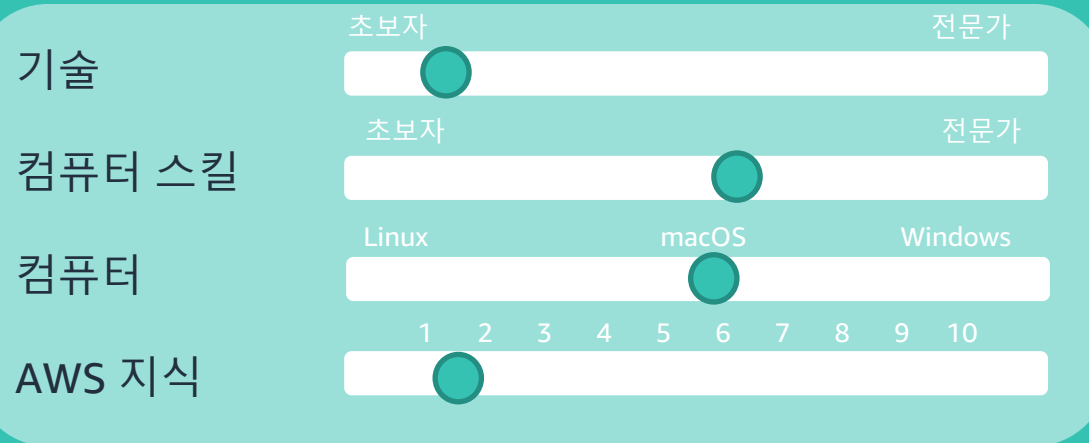 초보자 전문가
기술
초보자 전문가
컴퓨터 스킬
Linux macOS Windows
컴퓨터
1 2 3 4 5 6 7 8 9 10
AWS 지식